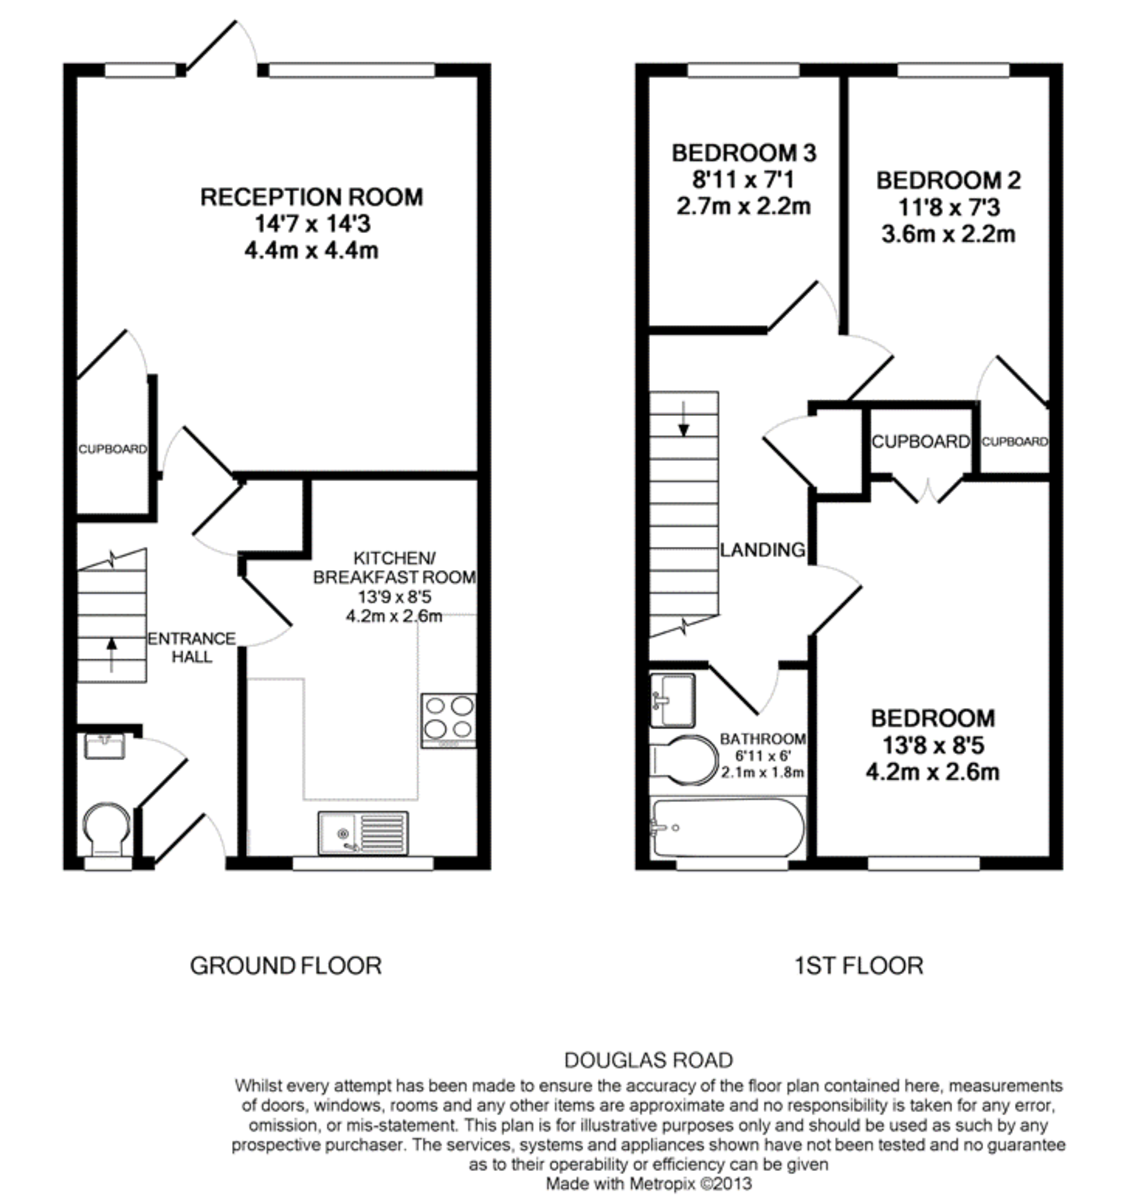 RECEPTION ROOM
14'7 x 14'3
4.4m x 4.4m
CUPBOARD
KITCHEN/
BREAKFAST ROOM
13'9 x 8'5
4.2m x 2.6m
ENTRANCE
HALL
GROUND FLOOR
BEDROOM 3
8'11 x 7'1
2.7m x 2.2m
BEDROOM 2
11'8 x 7'3
3.6m x 2.2m
CUPBOARD
CUPBOARD
LANDING
BEDROOM
13'8 x 8'5
4.2m x 2.6m
BATHROOM
6'11 x 6'
2.1m x 1.8m
1ST FLOOR
DOUGLAS ROAD
Whilst every attempt has been made to ensure the accuracy of the floor plan contained here, measurements
of doors, windows, rooms and any other items are approximate and no responsibility is taken for any error,
omission, or mis-statement. This plan is for illustrative purposes only and should be used as such by any
prospective purchaser. The services, systems and appliances shown have not been tested and no guarantee
as to their operability or efficiency can be given
Made with Metropix ©2013